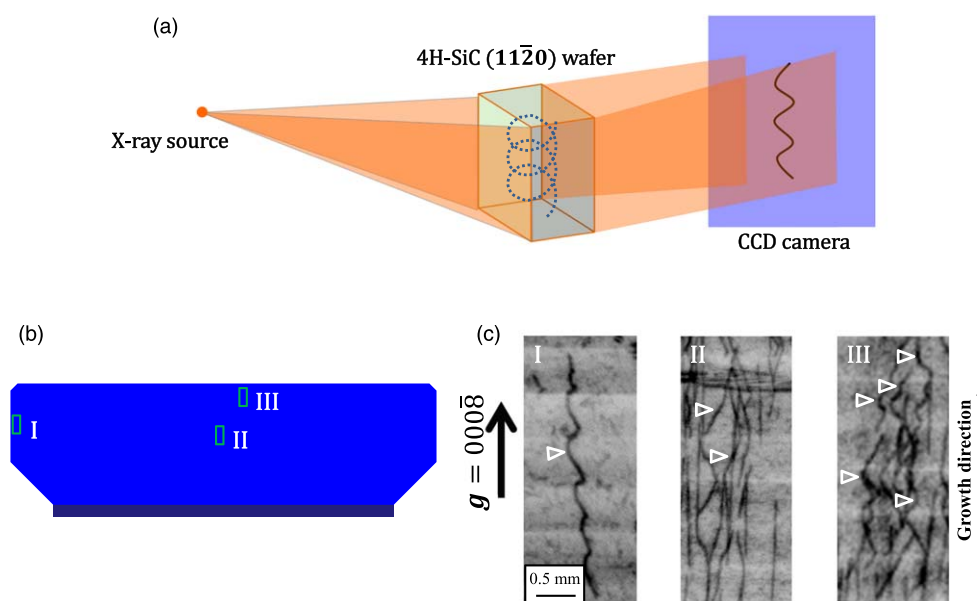 (a)
4H-SiC (112̅0) wafer
X-ray source
CCD camera
(b)
I
II
III
(c)
I
II
III
g = 0008̅
0.5 mm
Growth direction